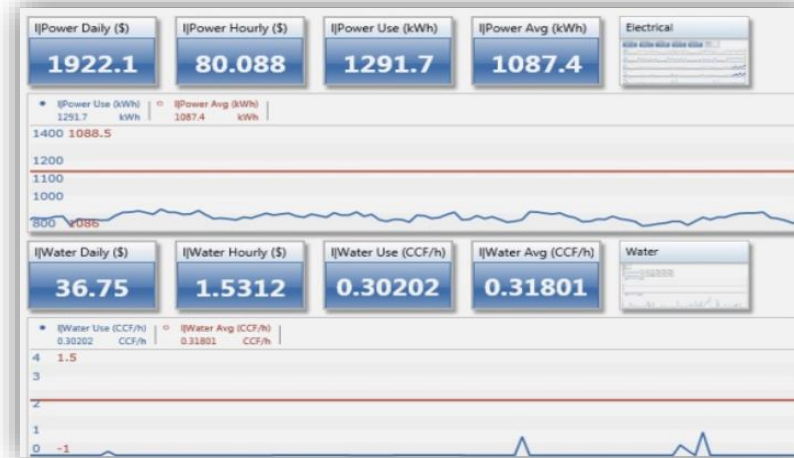 I|Power Daily ($) I|Power Hourly ($) I|Power Use (kWh) I|Power Avg (kWh) Electrical
1922.1 80.088 1291.7 1087.4
I|Power Use (kWh) I|Power Avg (kWh)
1291.7 kWh 1087.4 kWh
1400 1088.5
1200
1100
1000
800 1086
I|Water Daily ($) I|Water Hourly ($) I|Water Use (CCF/h) I|Water Avg (CCF/h) Water
36.75 1.5312 0.30202 0.31801
I|Water Use (CCF/h) I|Water Avg (CCF/h)
0.30202 CCF/h 0.31801 CCF/h
4 1.5
3
2
1
0 -1